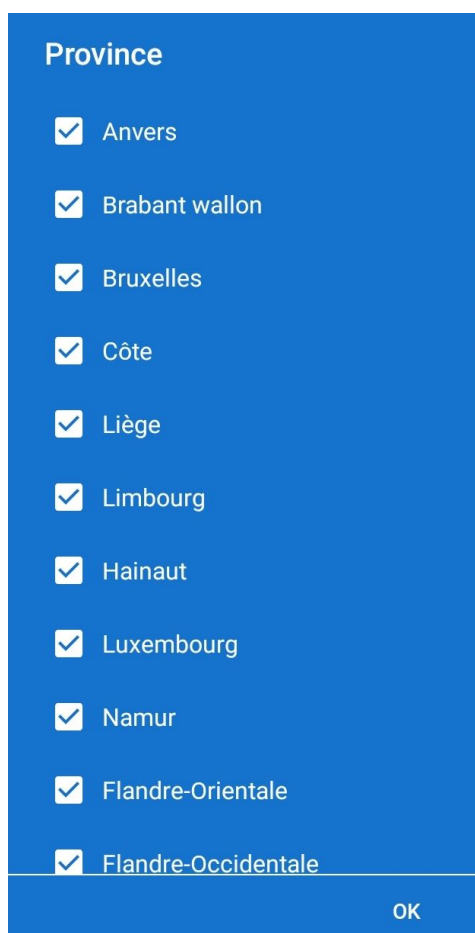 Province
Anvers
Brabant wallon
Bruxelles
Côte
Liège
Limbourg
Hainaut
Luxembourg
Namur
Flandre-Orientale
Flandre-Occidentale
OK